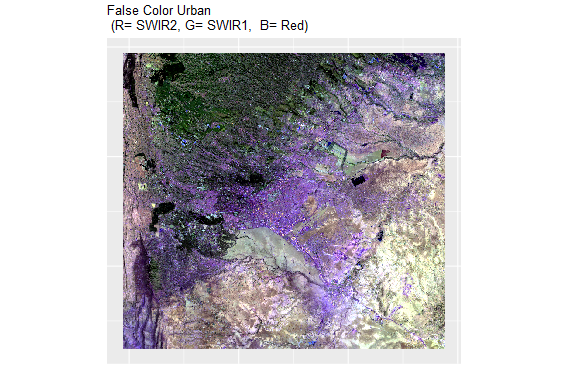 False Color Urban
(R= SWIR2, G= SWIR1,  B= Red)